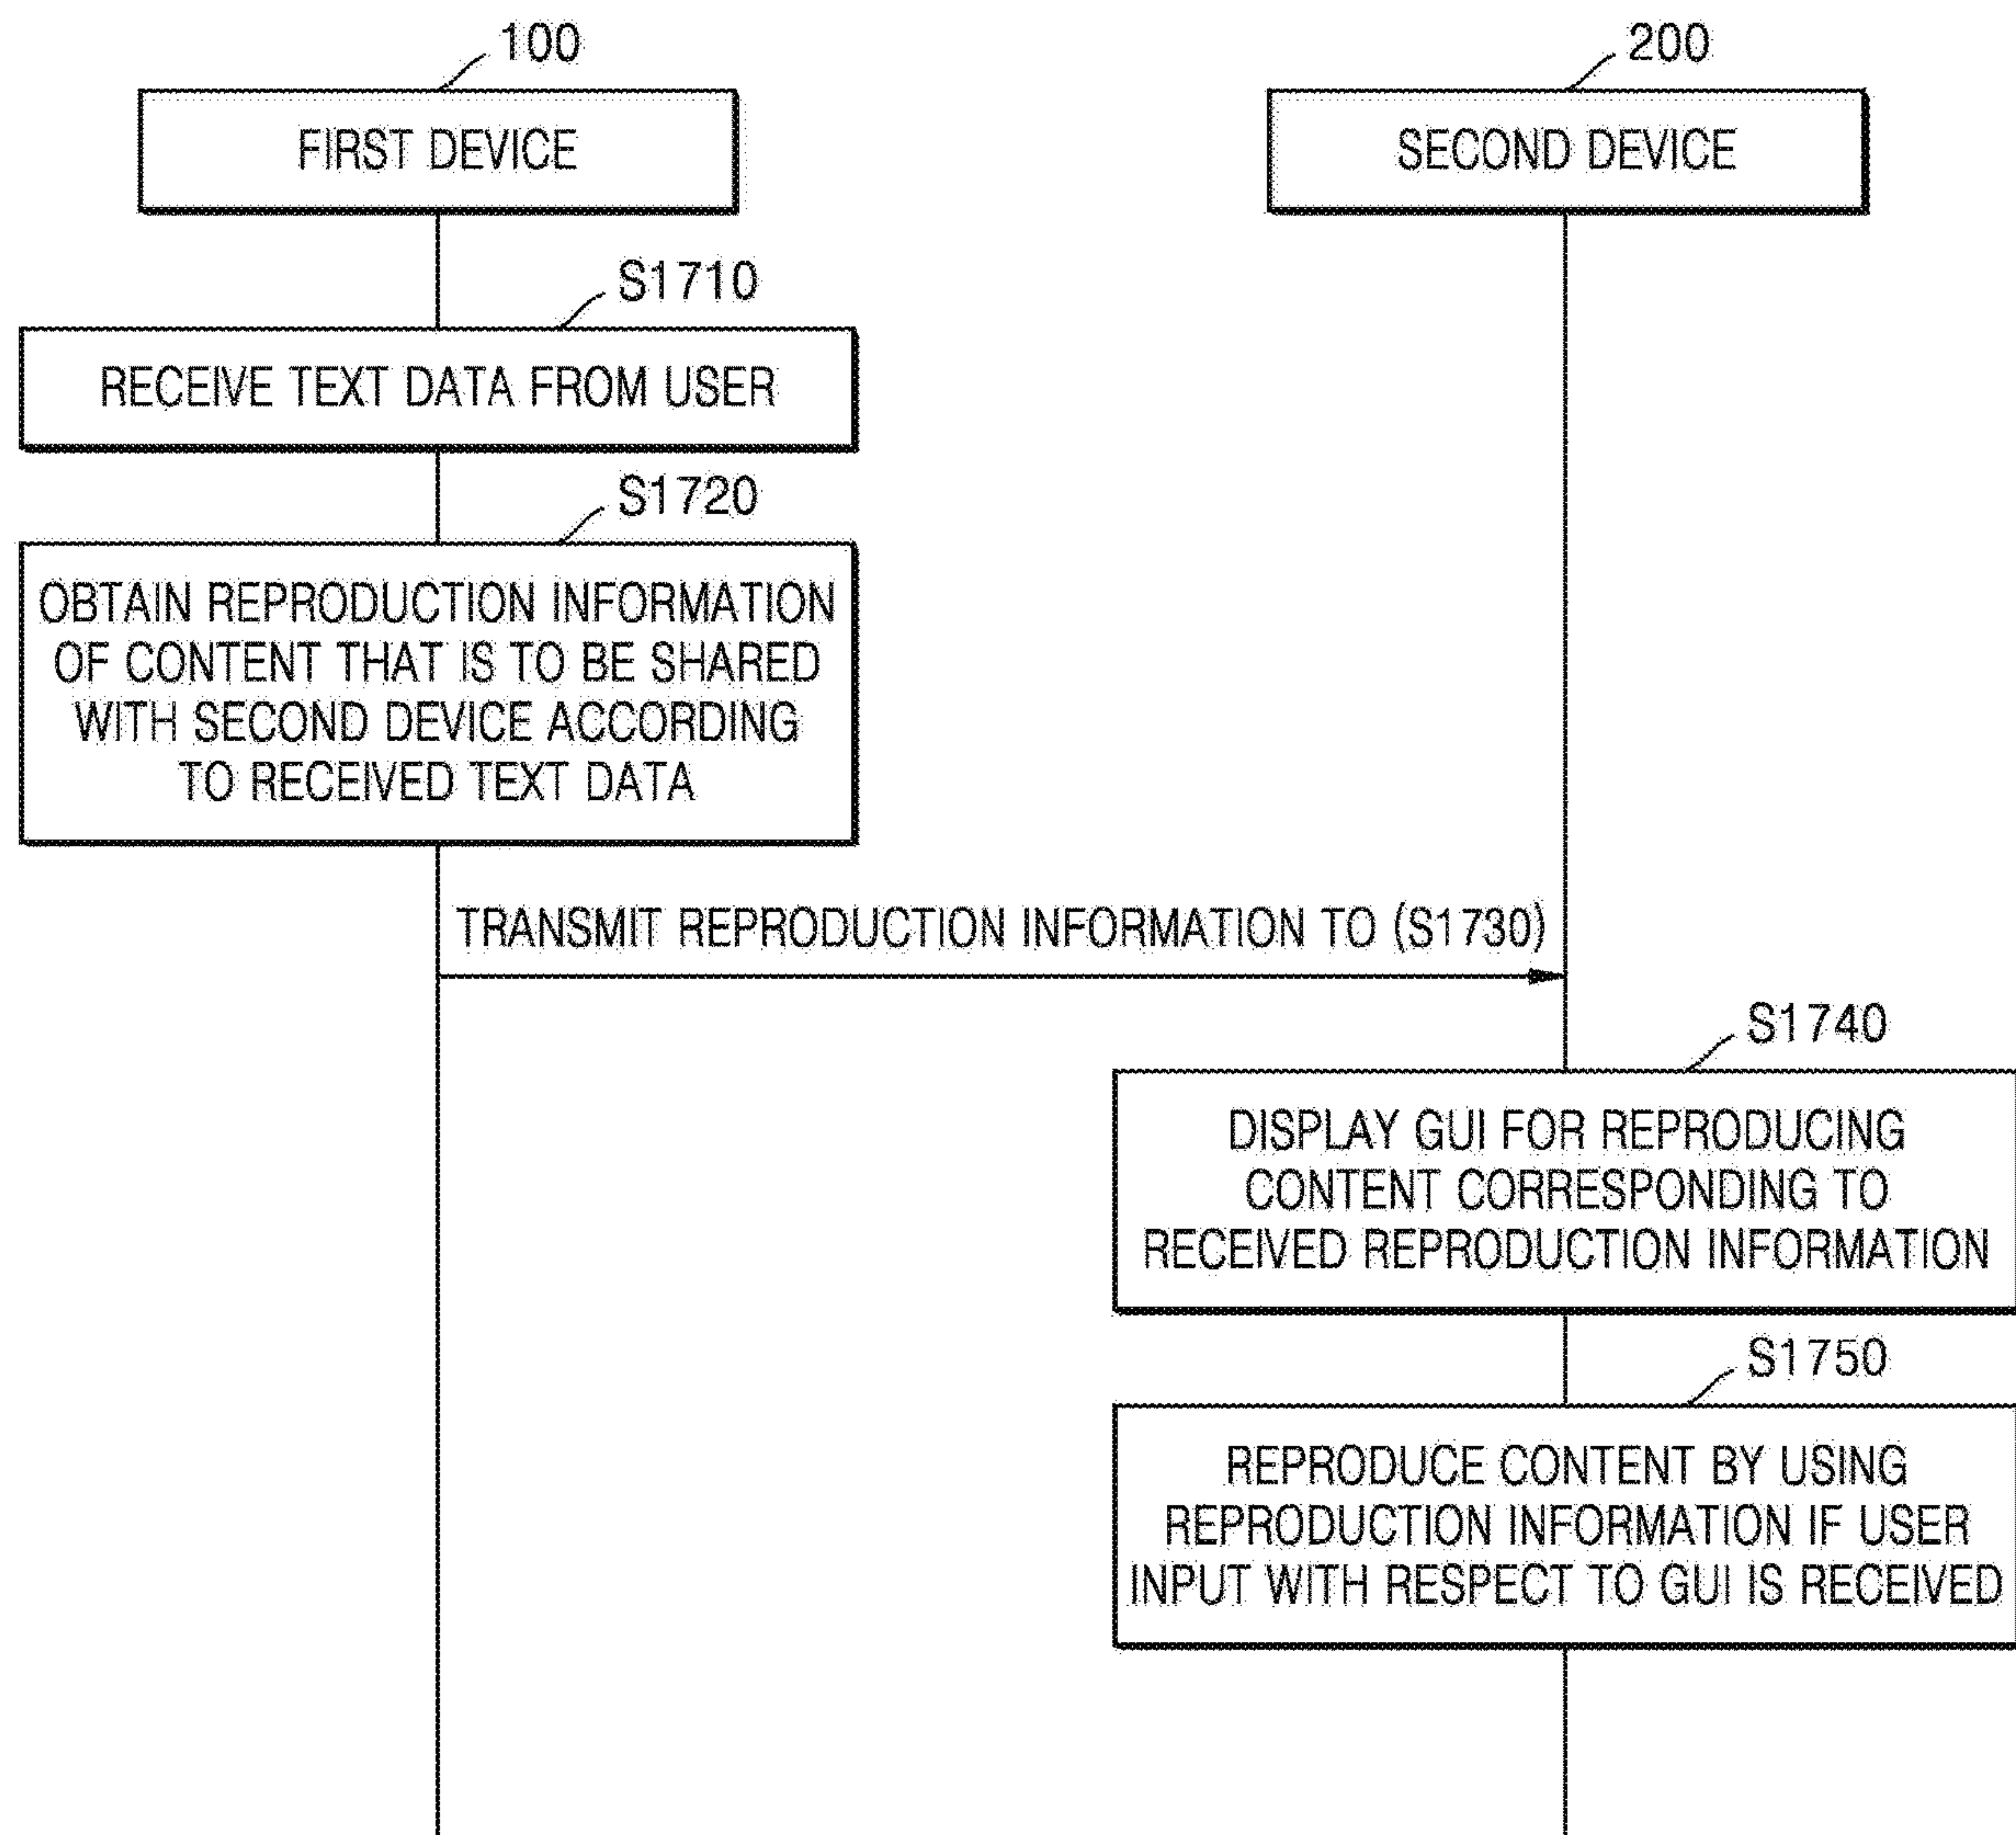 100
200
FIRST DEVICE
SECOND DEVICE
S1710
RECEIVE TEXT DATA FROM USER
S1720
OBTAIN REPRODUCTION INFORMATION
OF CONTENT THAT IS TO BE SHARED
WITH SECOND DEVICE ACCORDING
TO RECEIVED TEXT DATA
TRANSMIT REPRODUCTION INFORMATION TO (S1730)
S1740
DISPLAY GUI FOR REPRODUCING
CONTENT CORRESPONDING TO
RECEIVED REPRODUCTION INFORMATION
S1750
REPRODUCE CONTENT BY USING
REPRODUCTION INFORMATION IF USER
INPUT WITH RESPECT TO GUI IS RECEIVED